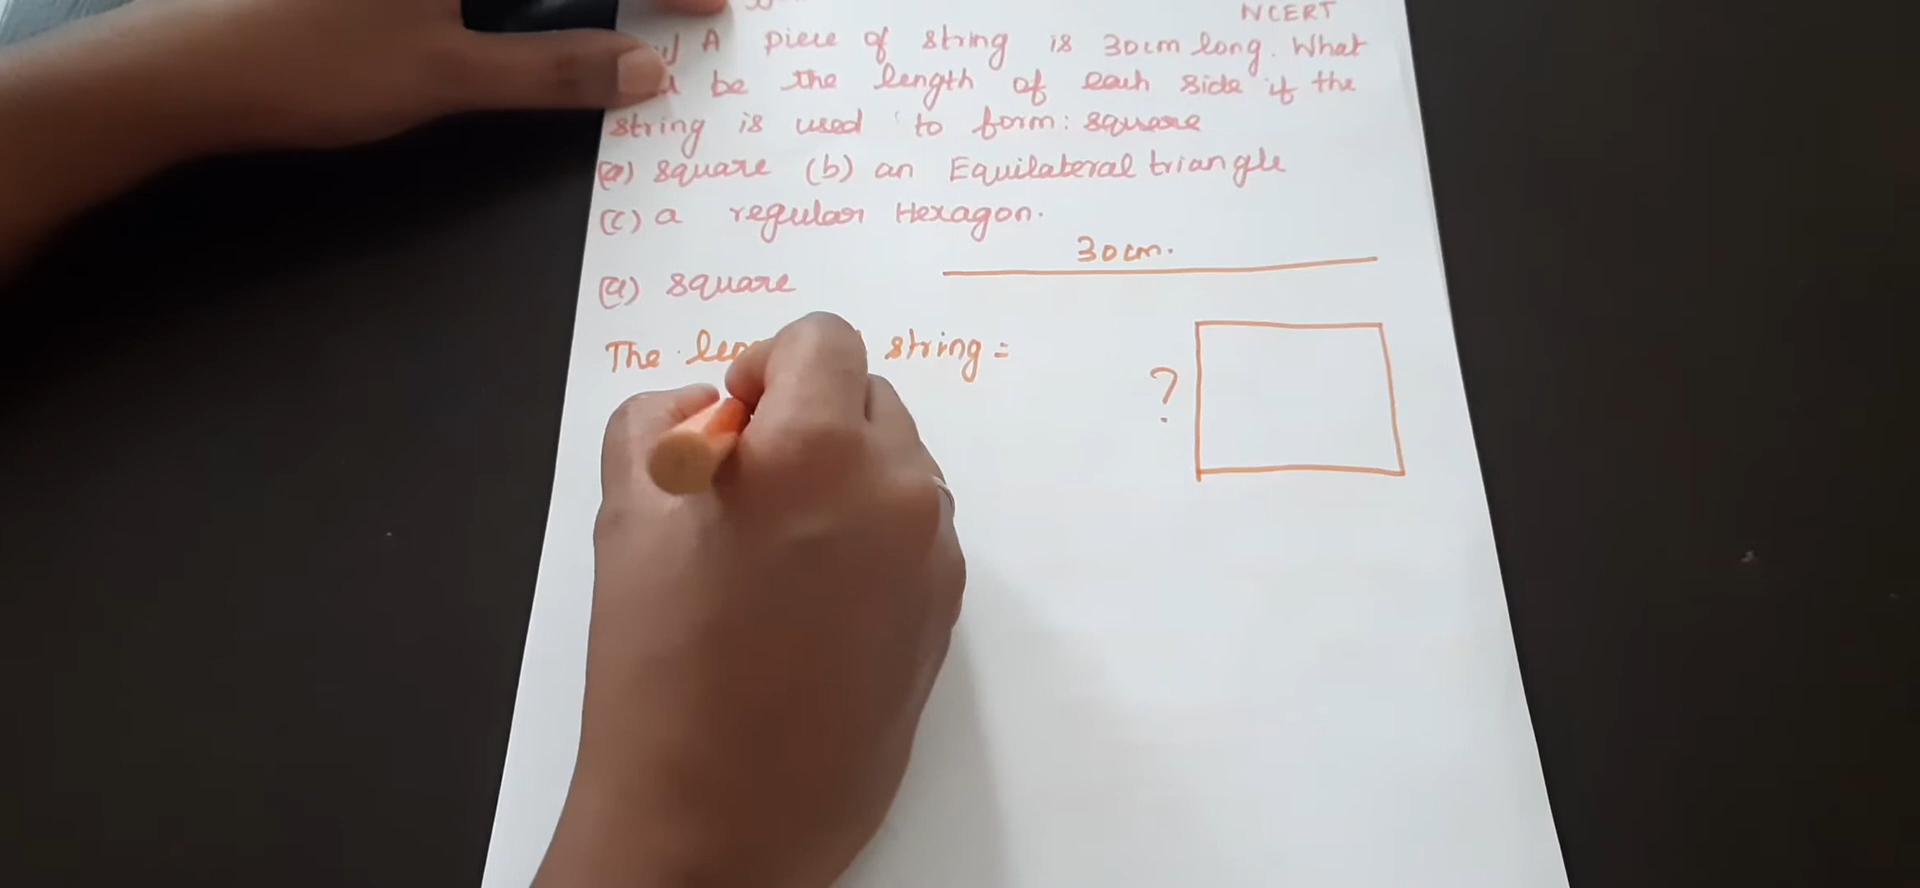 NCERT
A piece of string is 30cm long. What
be the length of each side if the
string is used to form: square
(a) square (b) an Equilateral triangle
(c) a regular Hexagon.
30cm.
(a) square
The string =
?